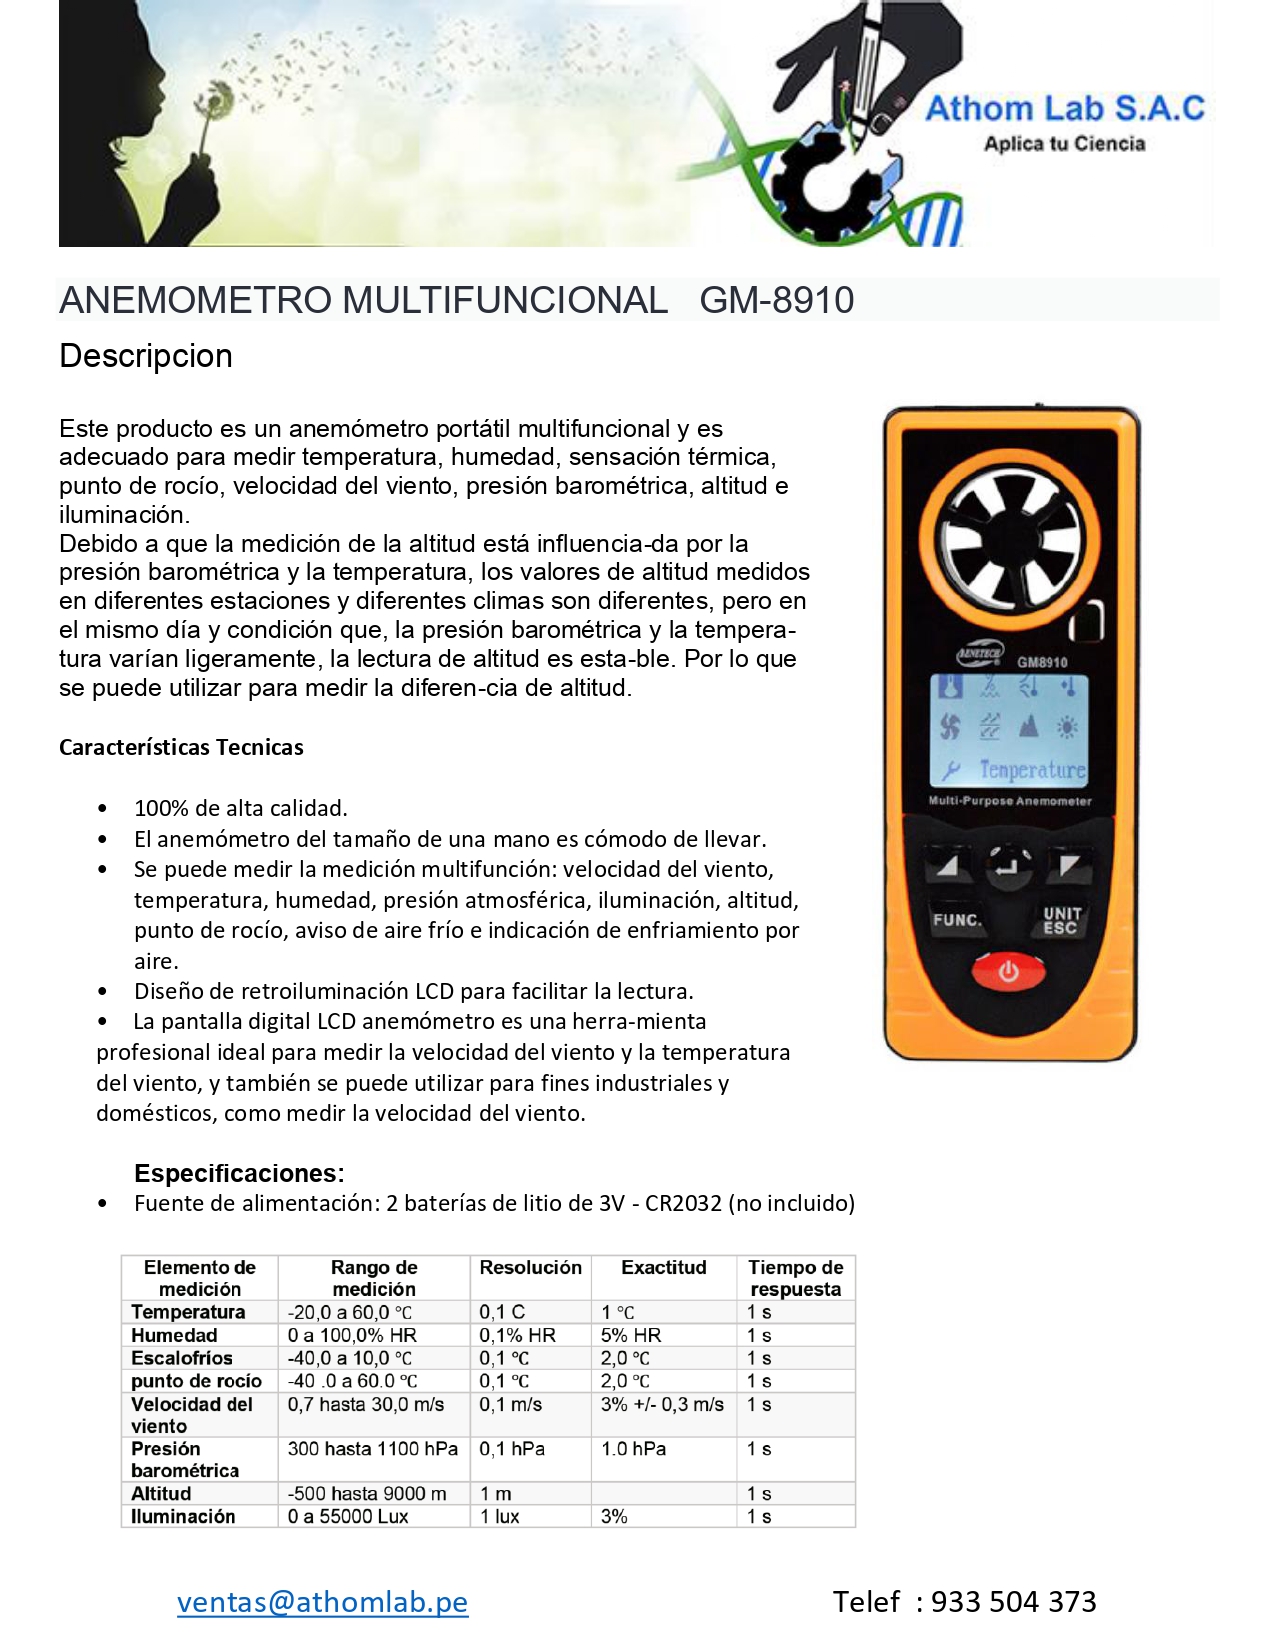 Athom Lab S.A.C
Aplica tu Ciencia
ANEMOMETRO MULTIFUNCIONAL   GM-8910
Descripcion
Este producto es un anemómetro portátil multifuncional y es
adecuado para medir temperatura, humedad, sensación térmica,
punto de rocío, velocidad del viento, presión barométrica, altitud e
iluminación.
Debido a que la medición de la altitud está influencia-da por la
presión barométrica y la temperatura, los valores de altitud medidos
en diferentes estaciones y diferentes climas son diferentes, pero en
el mismo día y condición que, la presión barométrica y la tempera-
tura varían ligeramente, la lectura de altitud es esta-ble. Por lo que
se puede utilizar para medir la diferen-cia de altitud.
BENETECH®
GM8910
Temperature
Multi-Purpose Anemometer
FUNC.
UNIT
ESC
Características Tecnicas
• 100% de alta calidad.
• El anemómetro del tamaño de una mano es cómodo de llevar.
• Se puede medir la medición multifunción: velocidad del viento,
temperatura, humedad, presión atmosférica, iluminación, altitud,
punto de rocío, aviso de aire frío e indicación de enfriamiento por
aire.
• Diseño de retroiluminación LCD para facilitar la lectura.
• La pantalla digital LCD anemómetro es una herra-mienta
profesional ideal para medir la velocidad del viento y la temperatura
del viento, y también se puede utilizar para fines industriales y
domésticos, como medir la velocidad del viento.
Especificaciones:
• Fuente de alimentación: 2 baterías de litio de 3V - CR2032 (no incluido)
Elemento de medición Rango de medición Resolución Exactitud Tiempo de respuesta
Temperatura -20,0 a 60,0 °C 0,1 C 1 °C 1 s
Humedad 0 a 100,0% HR 0,1% HR 5% HR 1 s
Escalofríos -40,0 a 10,0 °C 0,1 °C 2,0 °C 1 s
punto de rocío -40 .0 a 60.0 °C 0,1 °C 2,0 °C 1 s
Velocidad del viento 0,7 hasta 30,0 m/s 0,1 m/s 3% +/- 0,3 m/s 1 s
Presión barométrica 300 hasta 1100 hPa 0,1 hPa 1.0 hPa 1 s
Altitud -500 hasta 9000 m 1 m 1 s
Iluminación 0 a 55000 Lux 1 lux 3% 1 s
ventas@athomlab.pe Telef : 933 504 373